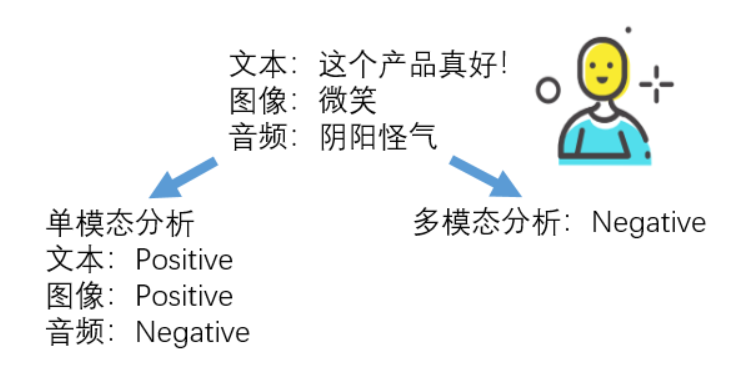 文本：这个产品真好！
图像：微笑
音频：阴阳怪气
单模态分析
文本：Positive
图像：Positive
音频：Negative
多模态分析：Negative